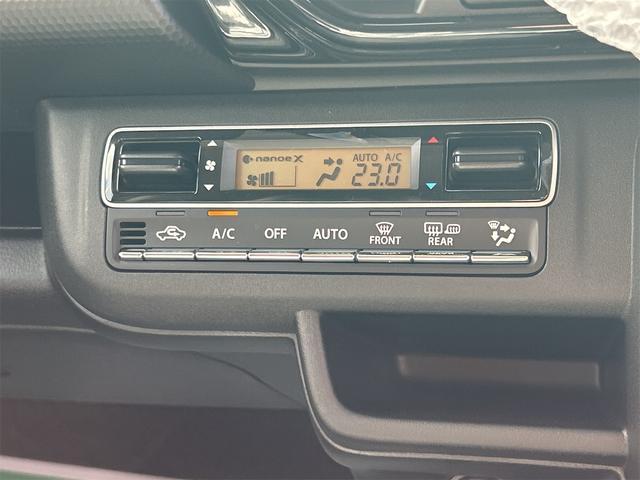 nanoe X AUTO A/C
23.0
A/C OFF AUTO FRONT REAR